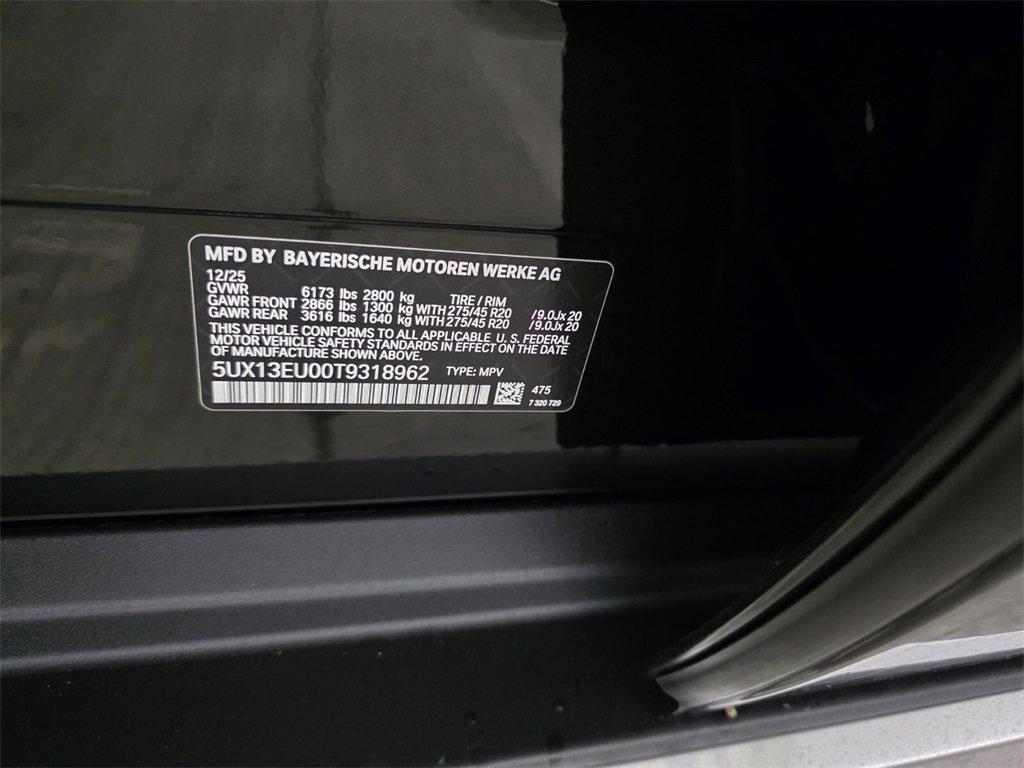 MFD BY BAYERISCHE MOTOREN WERKE AG
12/25
GVWR 6173 lbs 2800 kg TIRE / RIM
GAWR FRONT 2866 lbs 1300 kg WITH 275/45 R20 / 9.0Jx20
GAWR REAR 3616 lbs 1640 kg WITH 275/45 R20 / 9.0Jx20
THIS VEHICLE CONFORMS TO ALL APPLICABLE U. S. FEDERAL
MOTOR VEHICLE SAFETY STANDARDS IN EFFECT ON THE DATE
OF MANUFACTURE SHOWN ABOVE.
5UX13EU00T9318962 TYPE: MPV
475
7 320 729